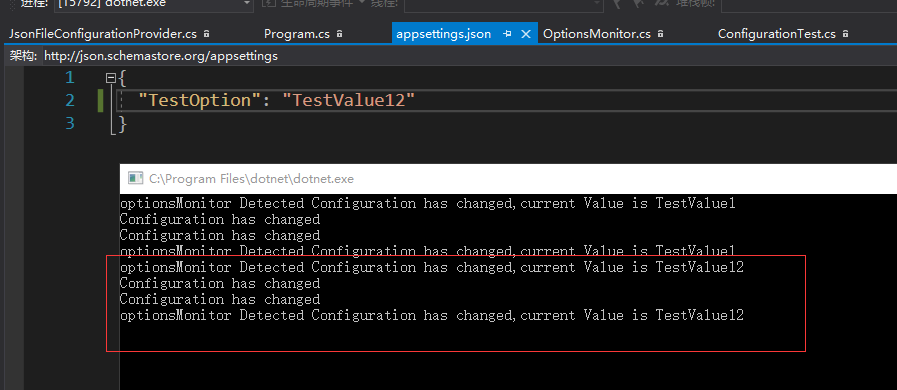 进程: [15792] dotnet.exe 生命周期事件 线程: 堆栈帧:
JsonFileConfigurationProvider.cs Program.cs appsettings.json OptionsMonitor.cs ConfigurationTest.cs
架构: http://json.schemastore.org/appsettings
1 {
2 "TestOption": "TestValue12"
3 }
C:\Program Files\dotnet\dotnet.exe
optionsMonitor Detected Configuration has changed,current Value is TestValue1
Configuration has changed
Configuration has changed
optionsMonitor Detected Configuration has changed,current Value is TestValue1
optionsMonitor Detected Configuration has changed,current Value is TestValue12
Configuration has changed
Configuration has changed
optionsMonitor Detected Configuration has changed,current Value is TestValue12